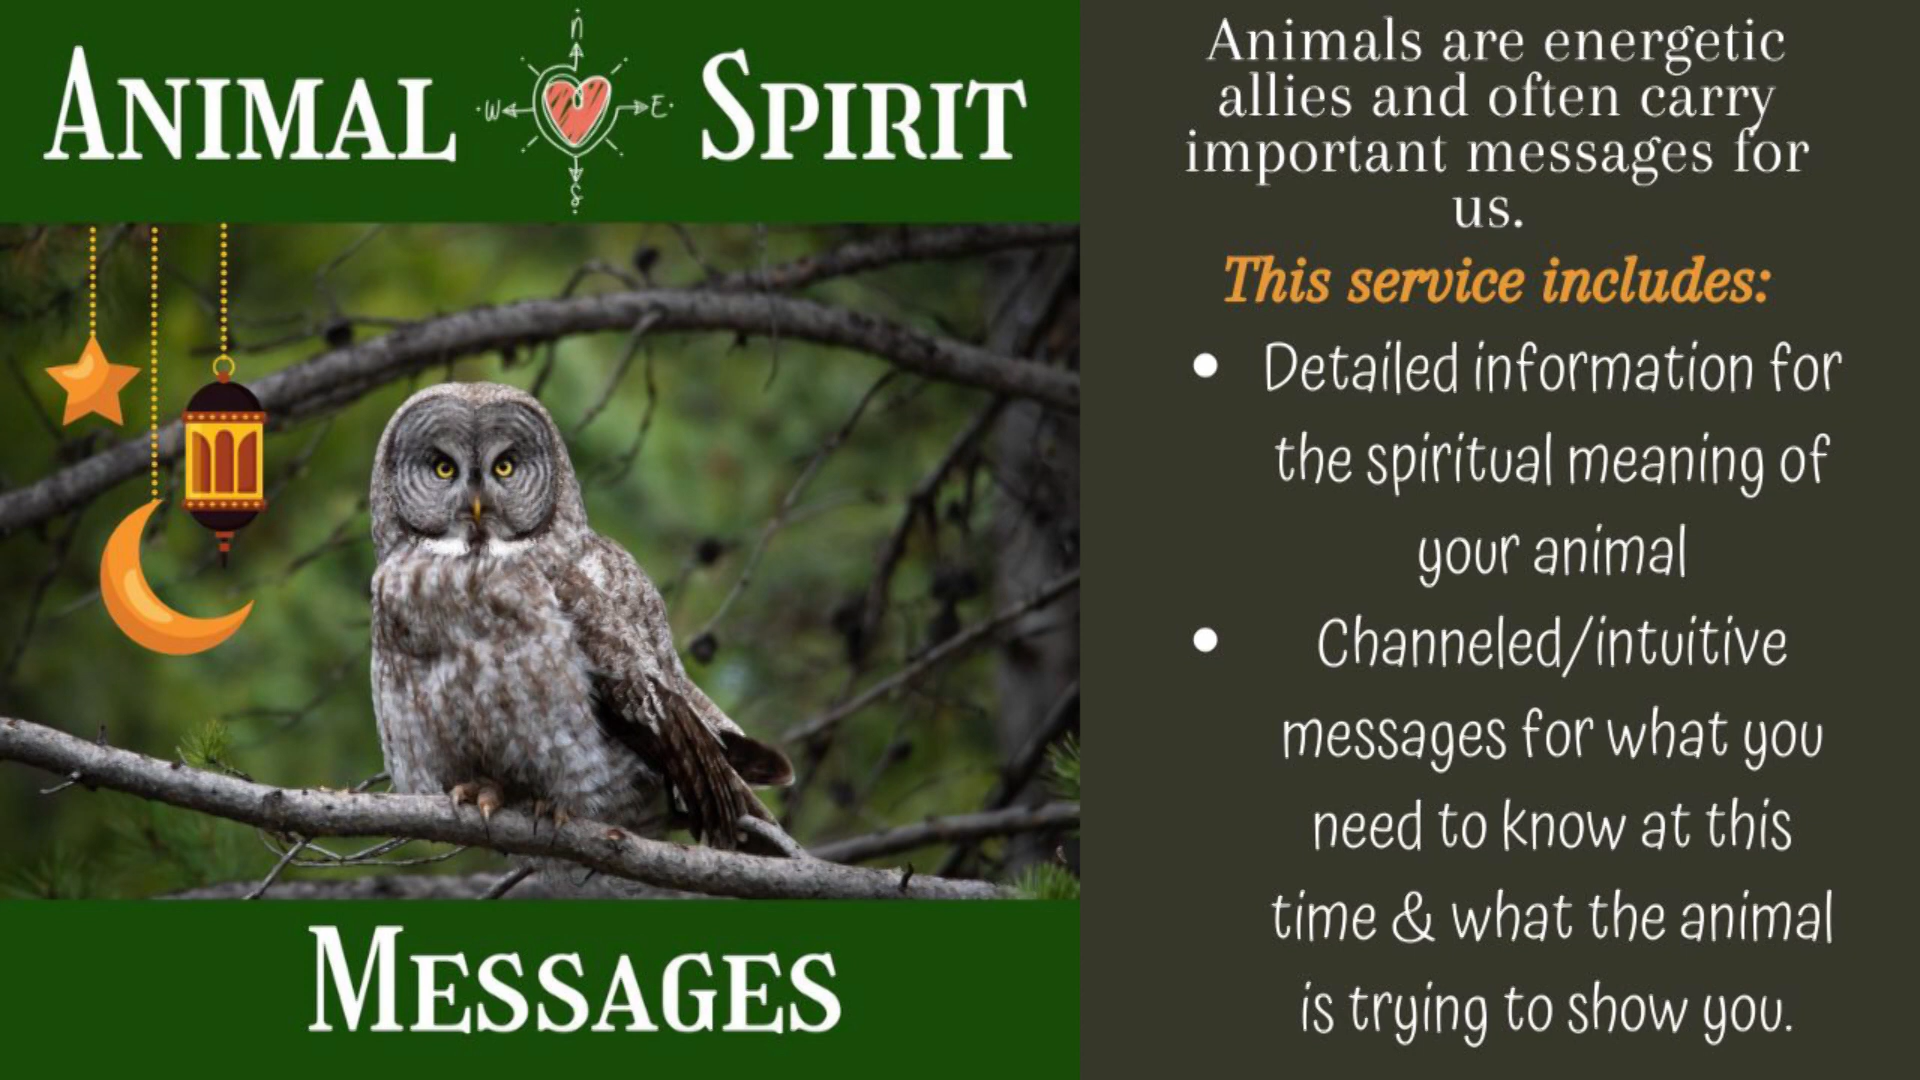 ANIMAL SPIRIT
n
W E
S
MESSAGES
Animals are energetic
allies and often carry
important messages for
us.
This service includes:
• Detailed information for
the spiritual meaning of
your animal
• Channeled/intuitive
messages for what you
need to know at this
time & what the animal
is trying to show you.